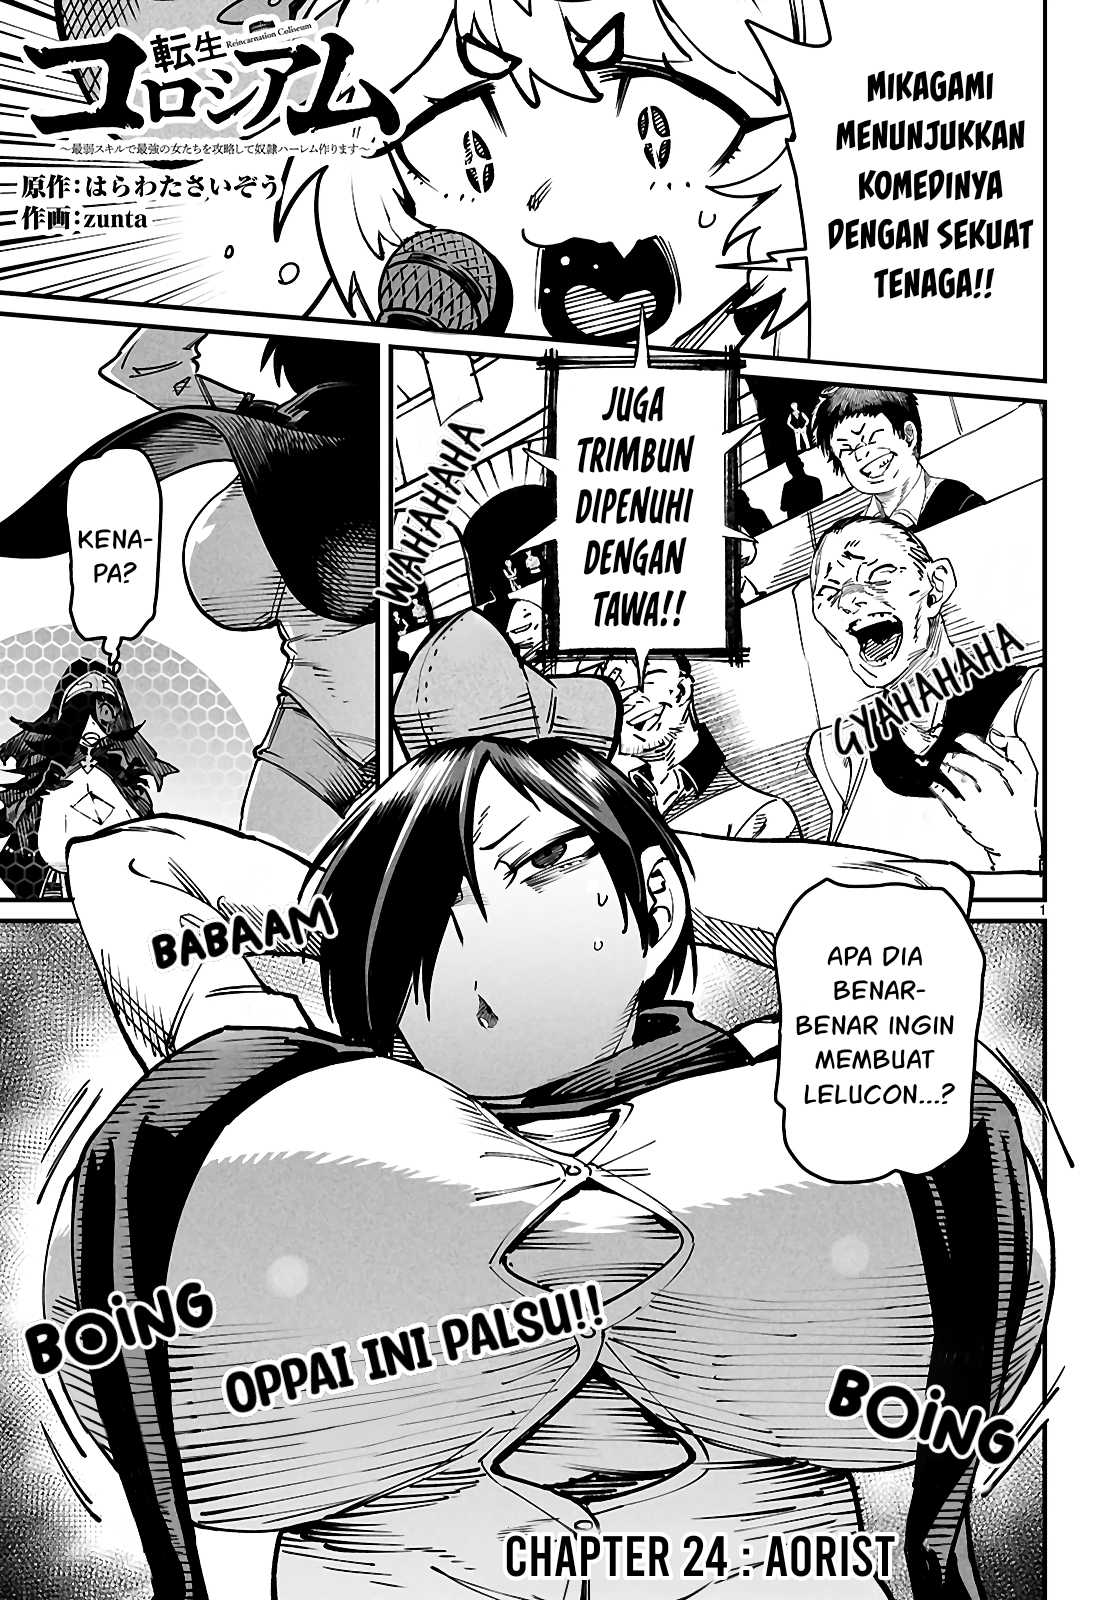 転生
Reincarnation Coliseum
コロシアム
～最弱スキルで最強の女たちを攻略して奴隷ハーレム作ります～
原作：はらわたさいぞう
作画：zunta
MIKAGAMI
MENUNJUKKAN
KOMEDINYA
DENGAN SEKUAT
TENAGA!!
JUGA
TRIMBUN
DIPENUHI
DENGAN
TAWA!!
WAHAHAHA
GYAHAHAHA
KENA-
PA?
1
BABAAM
APA DIA
BENAR-
BENAR INGIN
MEMBUAT
LELUCON...?
BOING
OPPAI INI PALSU!!
BOING
CHAPTER 24 : AORIST